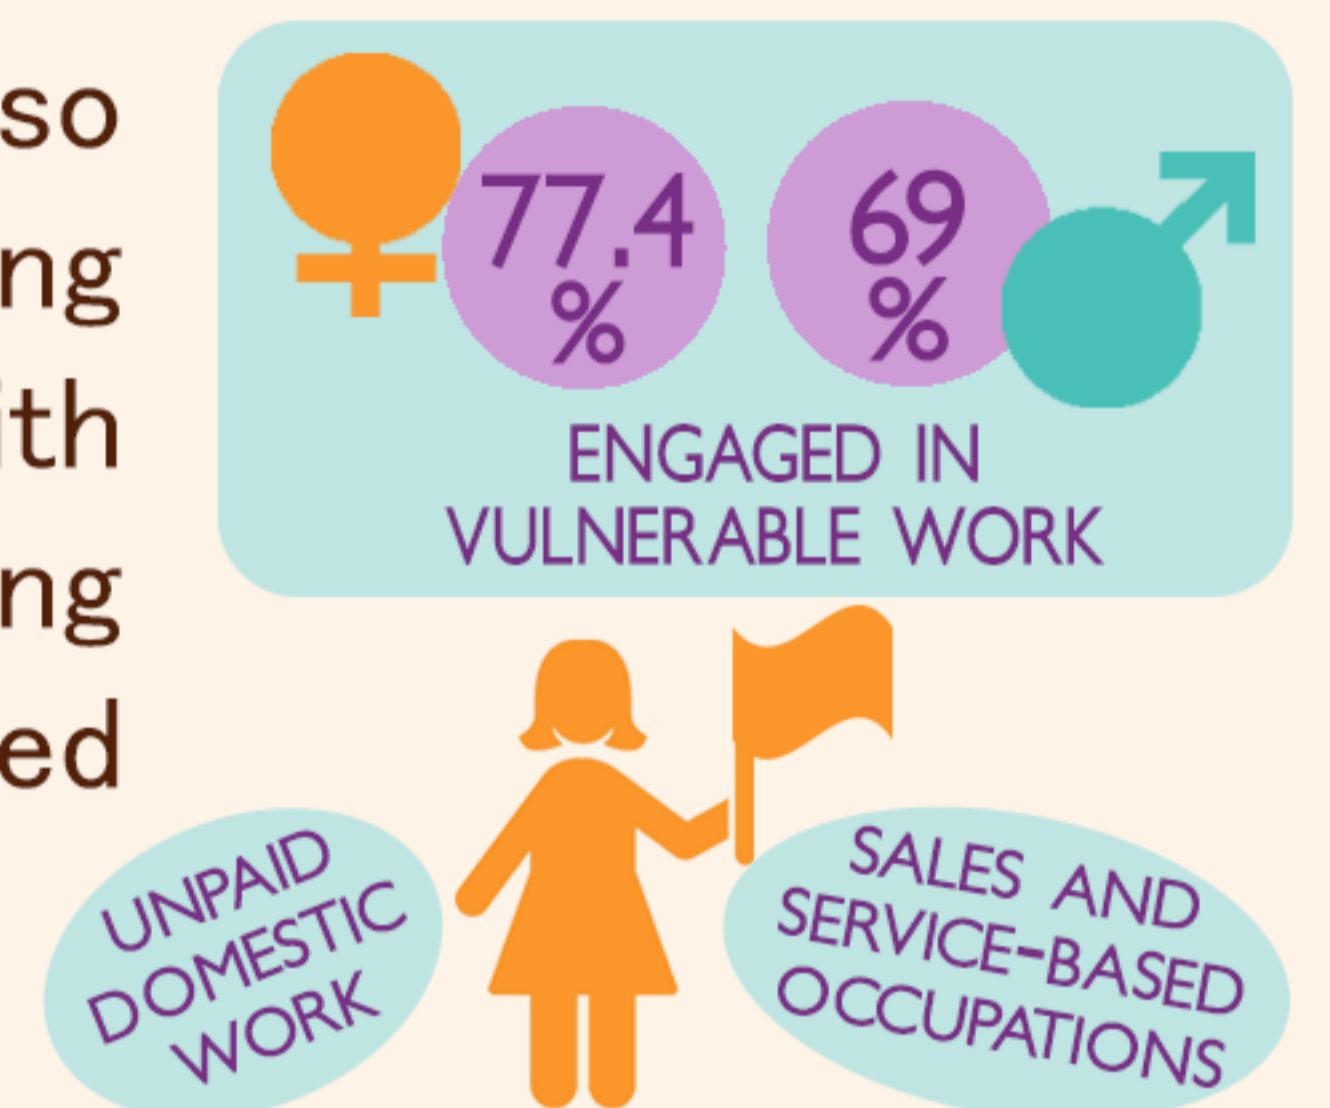 so
ng
ith
ng
ed
77.4
%
69
%
ENGAGED IN
VULNERABLE WORK
UNPAID
DOMESTIC
WORK
SALES AND
SERVICE-BASED
OCCUPATIONS